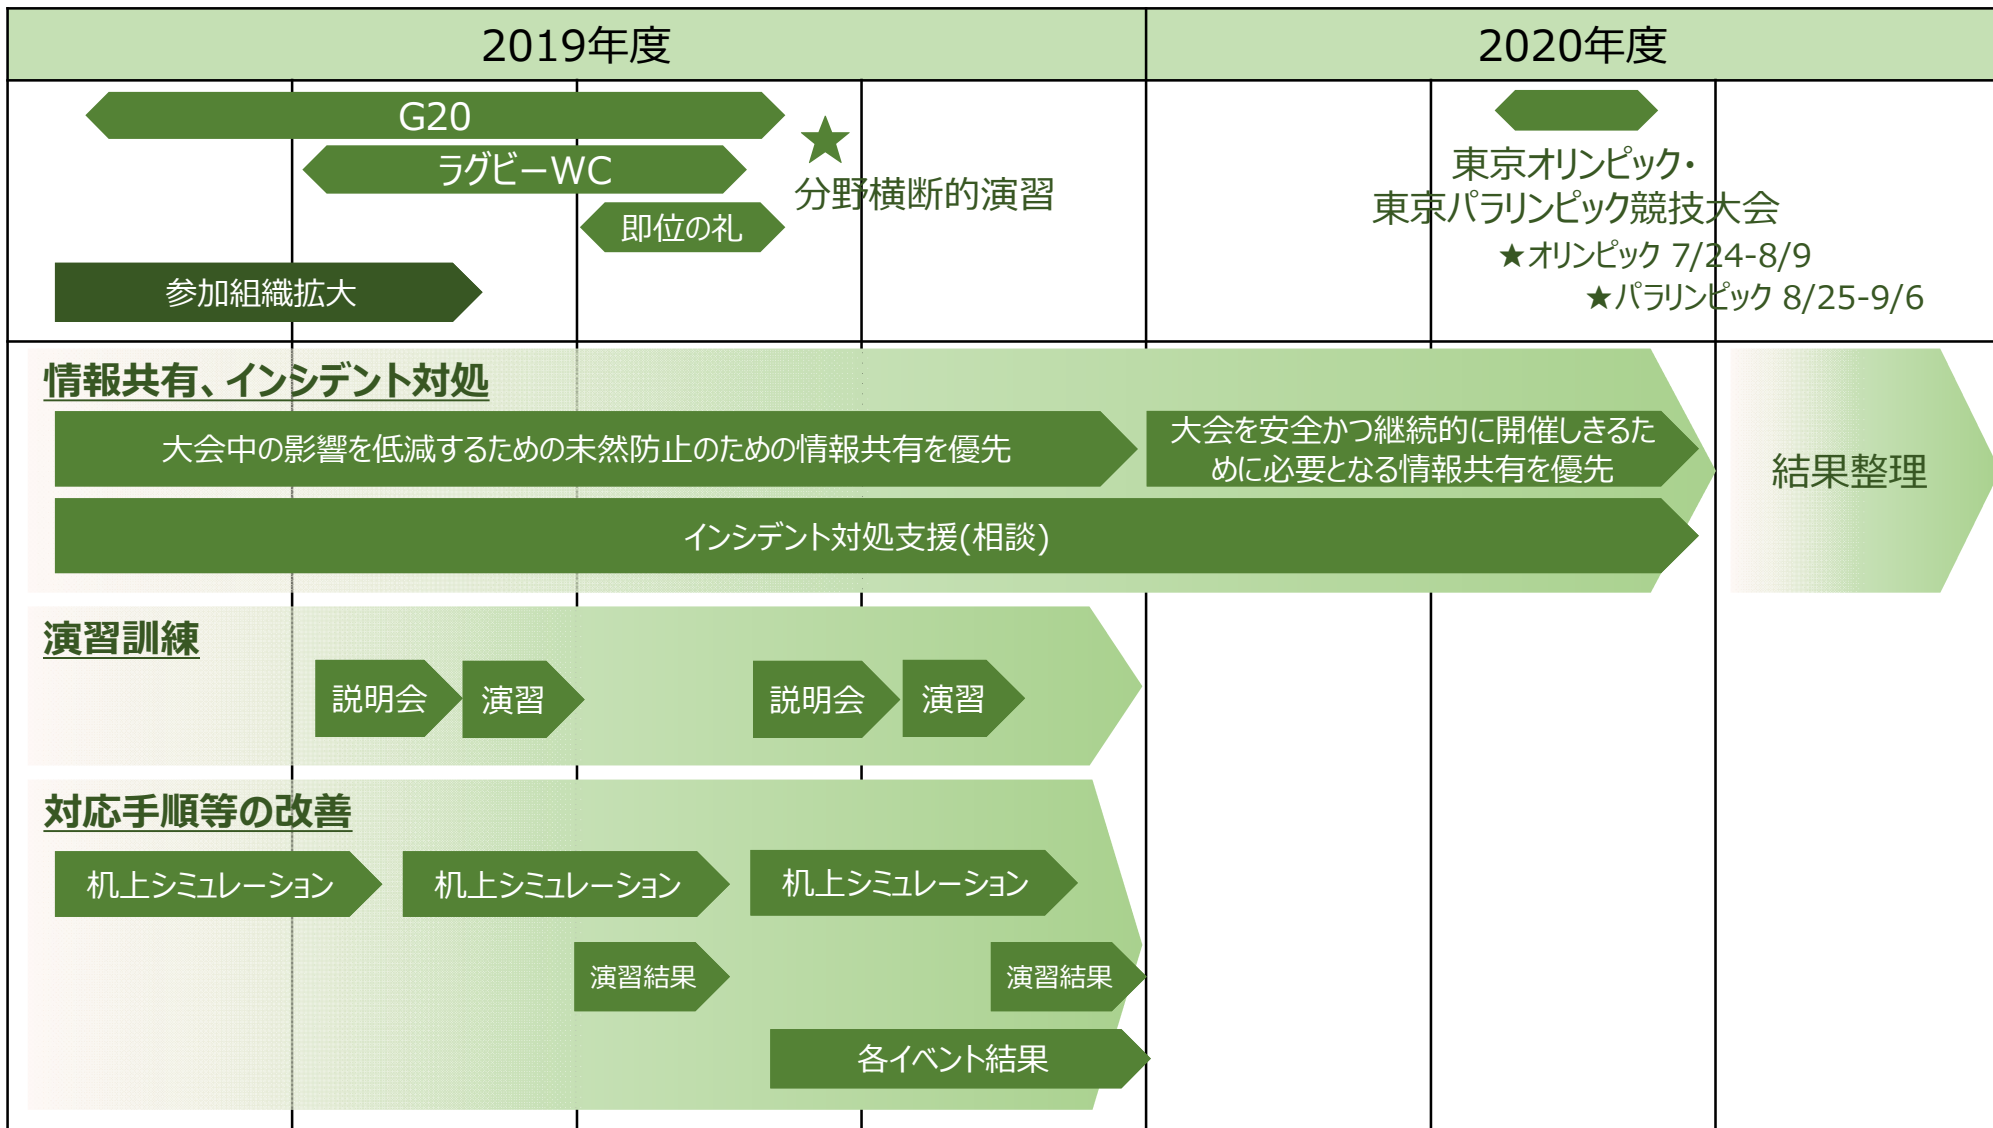 2019年度
2020年度
G20
ラグビーWC
即位の礼
★
分野横断的演習
参加組織拡大
東京オリンピック・
東京パラリンピック競技大会
★オリンピック 7/24-8/9
★パラリンピック 8/25-9/6
情報共有、インシデント対処
大会中の影響を低減するための未然防止のための情報共有を優先
大会を安全かつ継続的に開催しきるた
めに必要となる情報共有を優先
インシデント対処支援(相談)
結果整理
演習訓練
説明会
演習
説明会
演習
対応手順等の改善
机上シミュレーション
机上シミュレーション
机上シミュレーション
演習結果
演習結果
各イベント結果